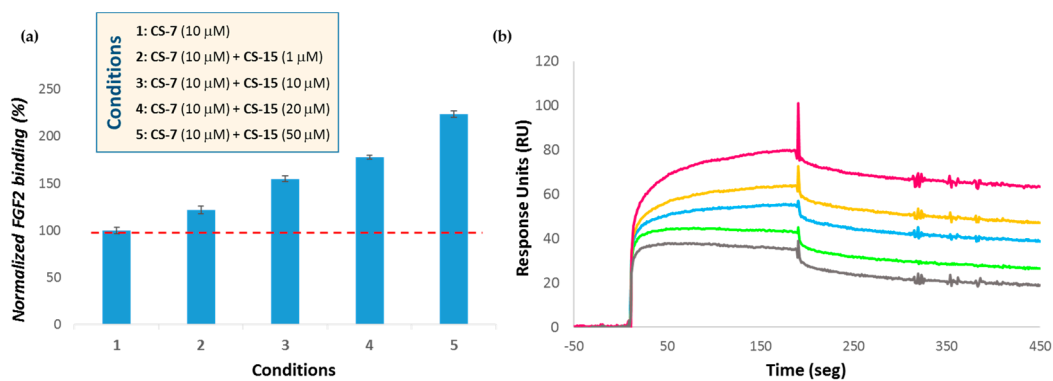 (a)
Conditions
1: CS-7 (10 μM)
2: CS-7 (10 μM) + CS-15 (1 μM)
3: CS-7 (10 μM) + CS-15 (10 μM)
4: CS-7 (10 μM) + CS-15 (20 μM)
5: CS-7 (10 μM) + CS-15 (50 μM)
Normalized FGF2 binding (%)
250
200
150
100
50
0
1 2 3 4 5
Conditions
(b)
Response Units (RU)
120
100
80
60
40
20
0
-50 50 150 250 350 450
Time (seg)